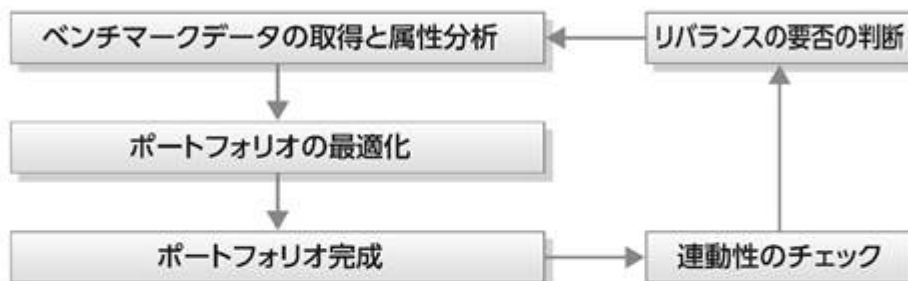 ベンチマークデータの取得と属性分析
リバランスの要否の判断
ポートフォリオの最適化
ポートフォリオ完成
連動性のチェック